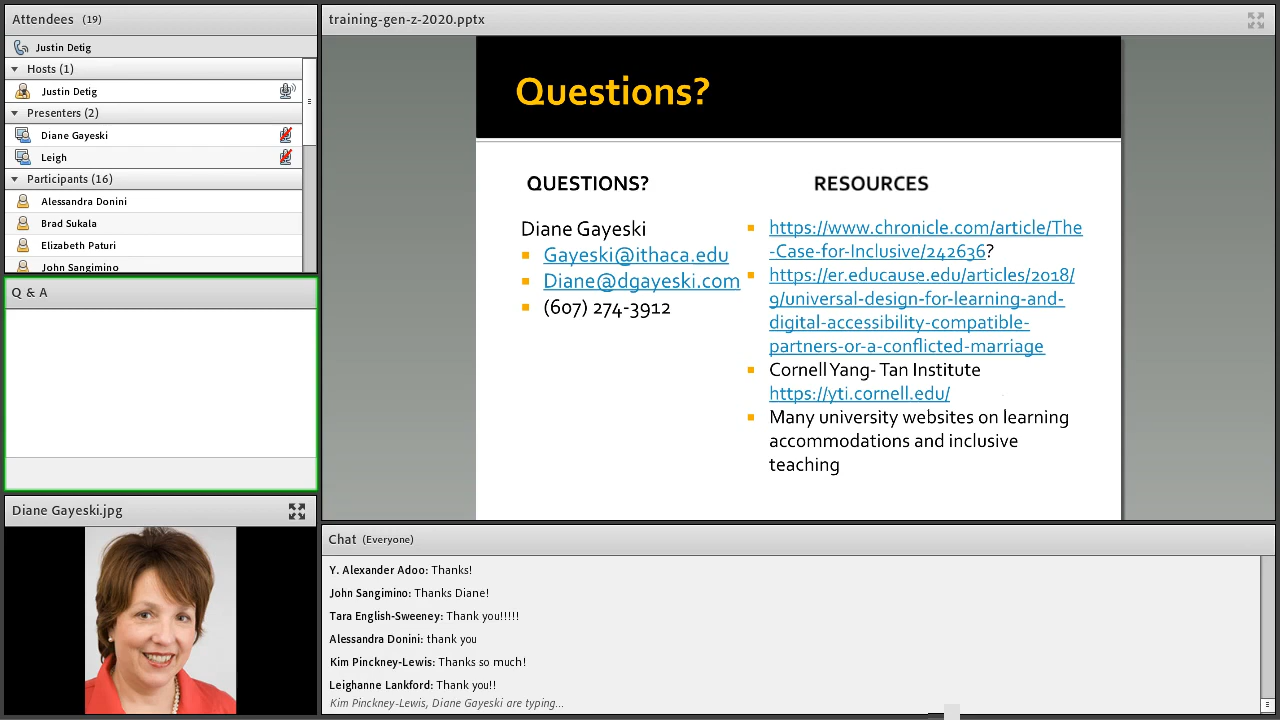 Attendees (19)
Justin Detig
Hosts (1)
Justin Detig
Presenters (2)
Diane Gayeski
Leigh
Participants (16)
Alessandra Donini
Brad Sukala
Elizabeth Paturi
John Sangimino
Q & A
Diane Gayeski.jpg
training-gen-z-2020.pptx
Questions?
QUESTIONS?
Diane Gayeski
Gayeski@ithaca.edu
Diane@dgayeski.com
(607) 274-3912
RESOURCES
https://www.chronicle.com/article/The
-Case-for-Inclusive/242636?
https://er.educause.edu/articles/2018/
9/universal-design-for-learning-and-
digital-accessibility-compatible-
partners-or-a-conflicted-marriage
Cornell Yang- Tan Institute
https://yti.cornell.edu/
Many university websites on learning
accommodations and inclusive
teaching
Chat (Everyone)
Y. Alexander Adoo: Thanks!
John Sangimino: Thanks Diane!
Tara English-Sweeney: Thank you!!!!!
Alessandra Donini: thank you
Kim Pinckney-Lewis: Thanks so much!
Leighanne Lankford: Thank you!!
Kim Pinckney-Lewis, Diane Gayeski are typing...